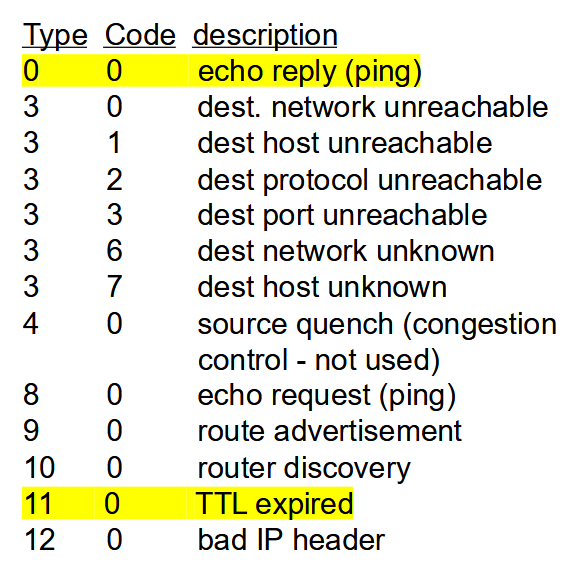 Type Code description
0 0 echo reply (ping)
3 0 dest. network unreachable
3 1 dest host unreachable
3 2 dest protocol unreachable
3 3 dest port unreachable
3 6 dest network unknown
3 7 dest host unknown
4 0 source quench (congestion
control - not used)
8 0 echo request (ping)
9 0 route advertisement
10 0 router discovery
11 0 TTL expired
12 0 bad IP header